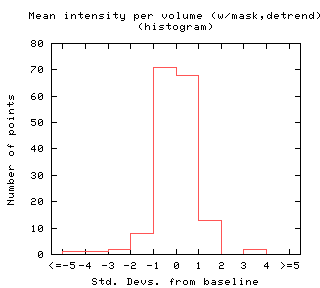 Mean intensity per volume (w/mask,detrend)
(histogram)
80
70
60
50
40
30
20
10
0
Number of points
<=-5 -4 -3 -2 -1 0 1 2 3 4 >=5
Std. Devs. from baseline